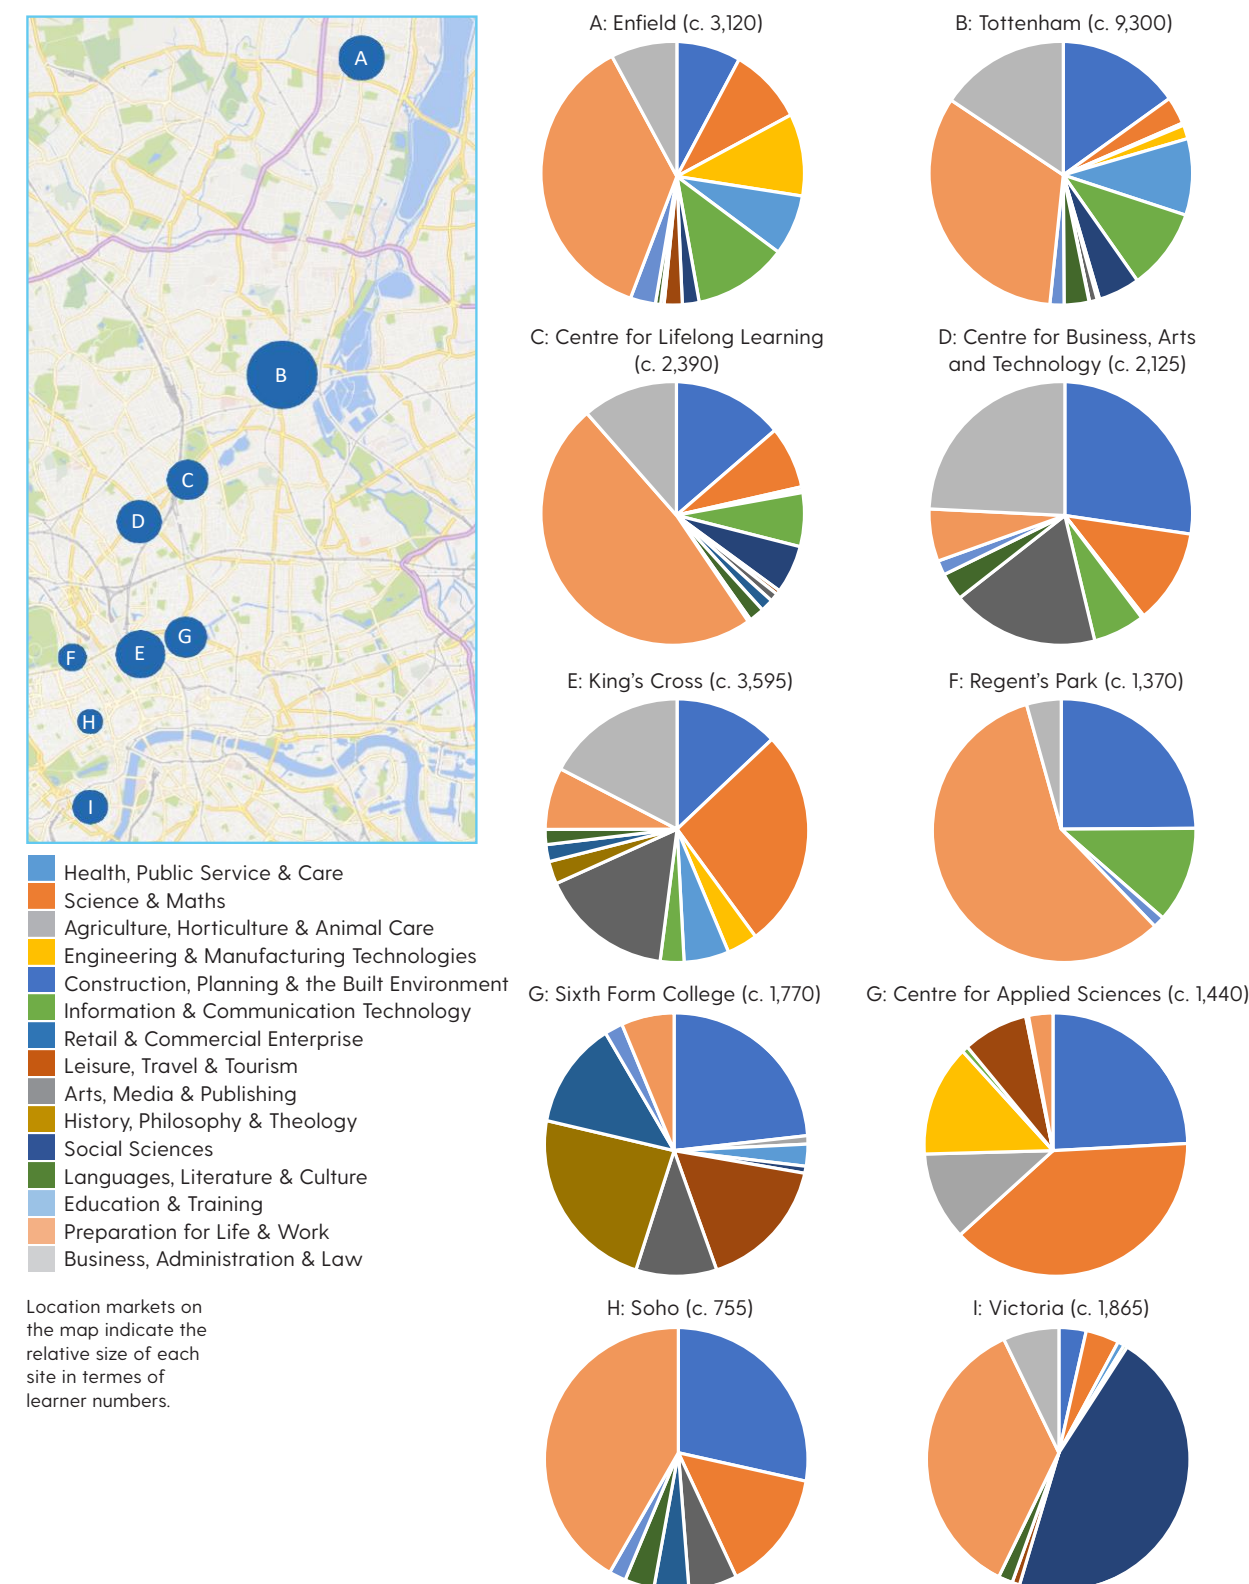 A: Enfield (c. 3,120)
B: Tottenham (c. 9,300)
A
B
C
D
G
E
F
H
I
C: Centre for Lifelong Learning
(c. 2,390)
D: Centre for Business, Arts
and Technology (c. 2,125)
E: King's Cross (c. 3,595)
F: Regent's Park (c. 1,370)
Health, Public Service & Care
Science & Maths
Agriculture, Horticulture & Animal Care
Engineering & Manufacturing Technologies
Construction, Planning & the Built Environment
Information & Communication Technology
Retail & Commercial Enterprise
Leisure, Travel & Tourism
Arts, Media & Publishing
History, Philosophy & Theology
Social Sciences
Languages, Literature & Culture
Education & Training
Preparation for Life & Work
Business, Administration & Law
G: Sixth Form College (c. 1,770)
G: Centre for Applied Sciences (c. 1,440)
Location markets on
the map indicate the
relative size of each
site in termes of
learner numbers.
H: Soho (c. 755)
I: Victoria (c. 1,865)